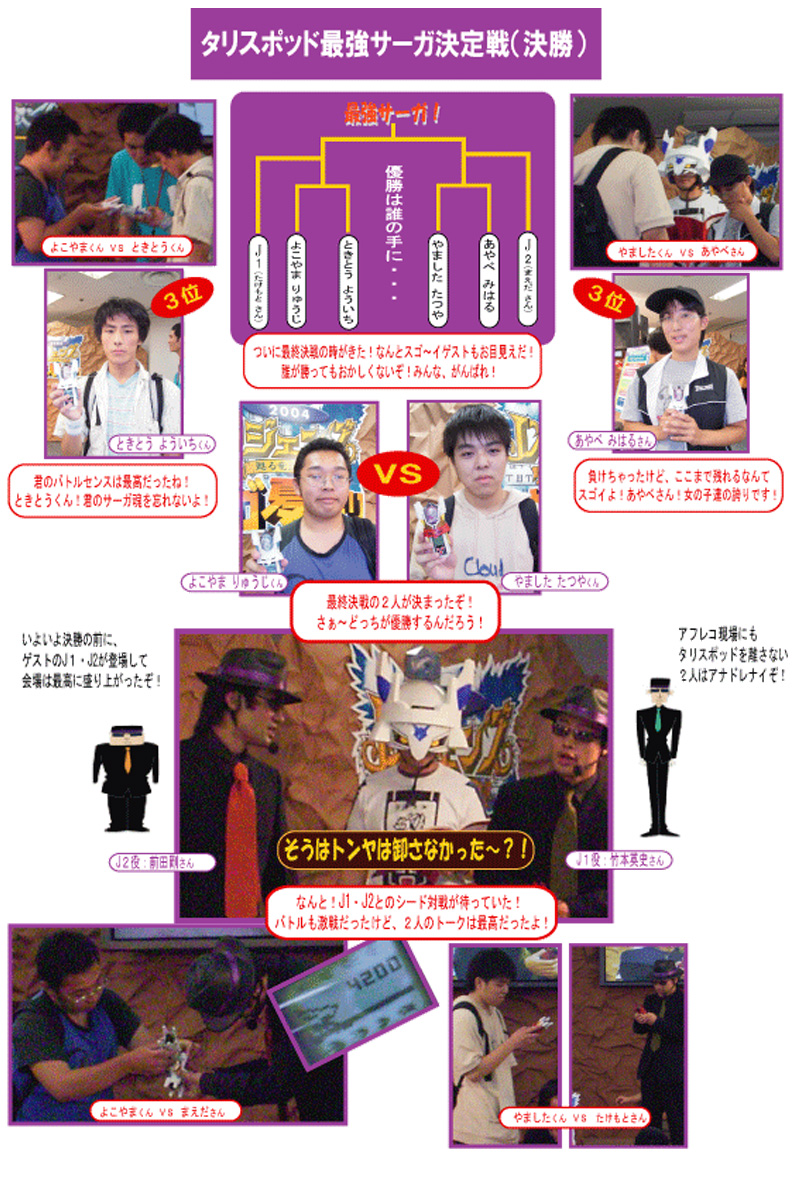 タリスポッド最強サーガ決定戦（決勝）
最強サーガ！
優勝は誰の手に・・・
J1（たけもと さん）
よこやま りゅうじ
ときとう よういち
やました たつや
あやべ みはる
J2（まえだ さん）
よこやまくん VS ときとうくん
やましたくん VS あやべさん
3位
3位
ついに最終決戦の時がきた！なんとスゴ～イゲストもお目見えだ！
誰が勝ってもおかしくないぞ！みんな、がんばれ！
ときとう よういちくん
あやべ みはるさん
君のバトルセンスは最高だったね！
ときとうくん！君のサーガ魂を忘れないよ！
負けちゃったけど、ここまで残れるなんて
スゴイよ！あやべさん！女の子達の誇りです！
2004
VS
Cloud
よこやま りゅうじくん
やました たつやくん
最終決戦の２人が決まったぞ！
さぁ～どっちが優勝するんだろう！
いよいよ決勝の前に、
ゲストのJ1・J2が登場して
会場は最高に盛り上がったぞ！
アフレコ現場にも
タリスポッドを離さない
２人はアナドレナイぞ！
J2役：前田剛さん
そうはトンヤは卸さなかった～？！
J1役：竹本英史さん
なんと！J1・J2とのシード対戦が待っていた！
バトルも激戦だったけど、２人のトークは最高だったよ！
4200
よこやまくん VS まえださん
やましたくん VS たけもとさん